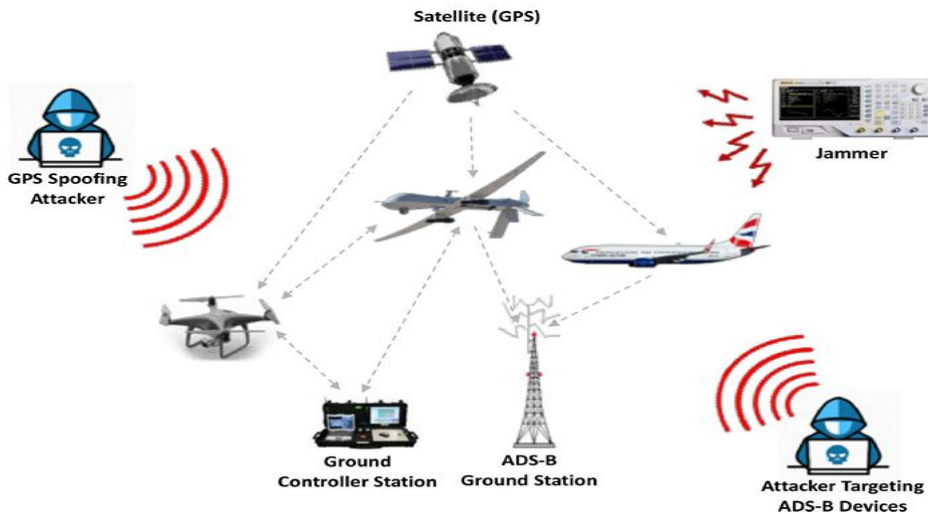 Satellite (GPS)
GPS Spoofing
Attacker
Jammer
Ground
Controller Station
ADS-B
Ground Station
Attacker Targeting
ADS-B Devices